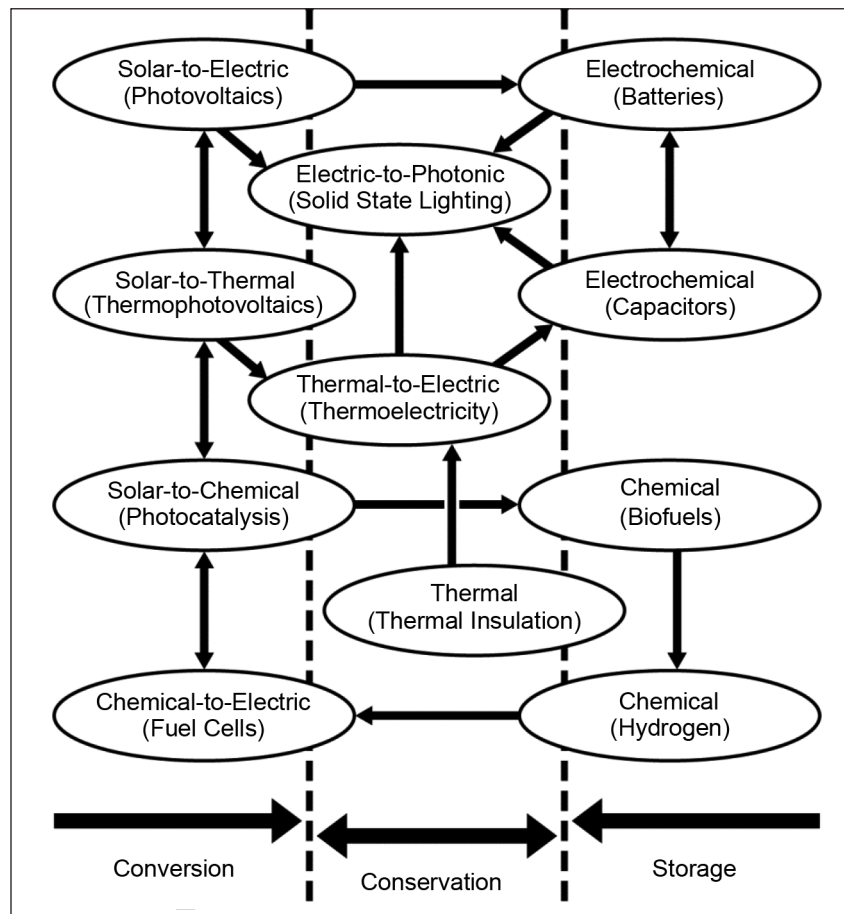 Solar-to-Electric
(Photovoltaics)
Electrochemical
(Batteries)
Electric-to-Photonic
(Solid State Lighting)
Solar-to-Thermal
(Thermophotovoltaics)
Electrochemical
(Capacitors)
Thermal-to-Electric
(Thermoelectricity)
Solar-to-Chemical
(Photocatalysis)
Chemical
(Biofuels)
Thermal
(Thermal Insulation)
Chemical-to-Electric
(Fuel Cells)
Chemical
(Hydrogen)
Conversion
Conservation
Storage